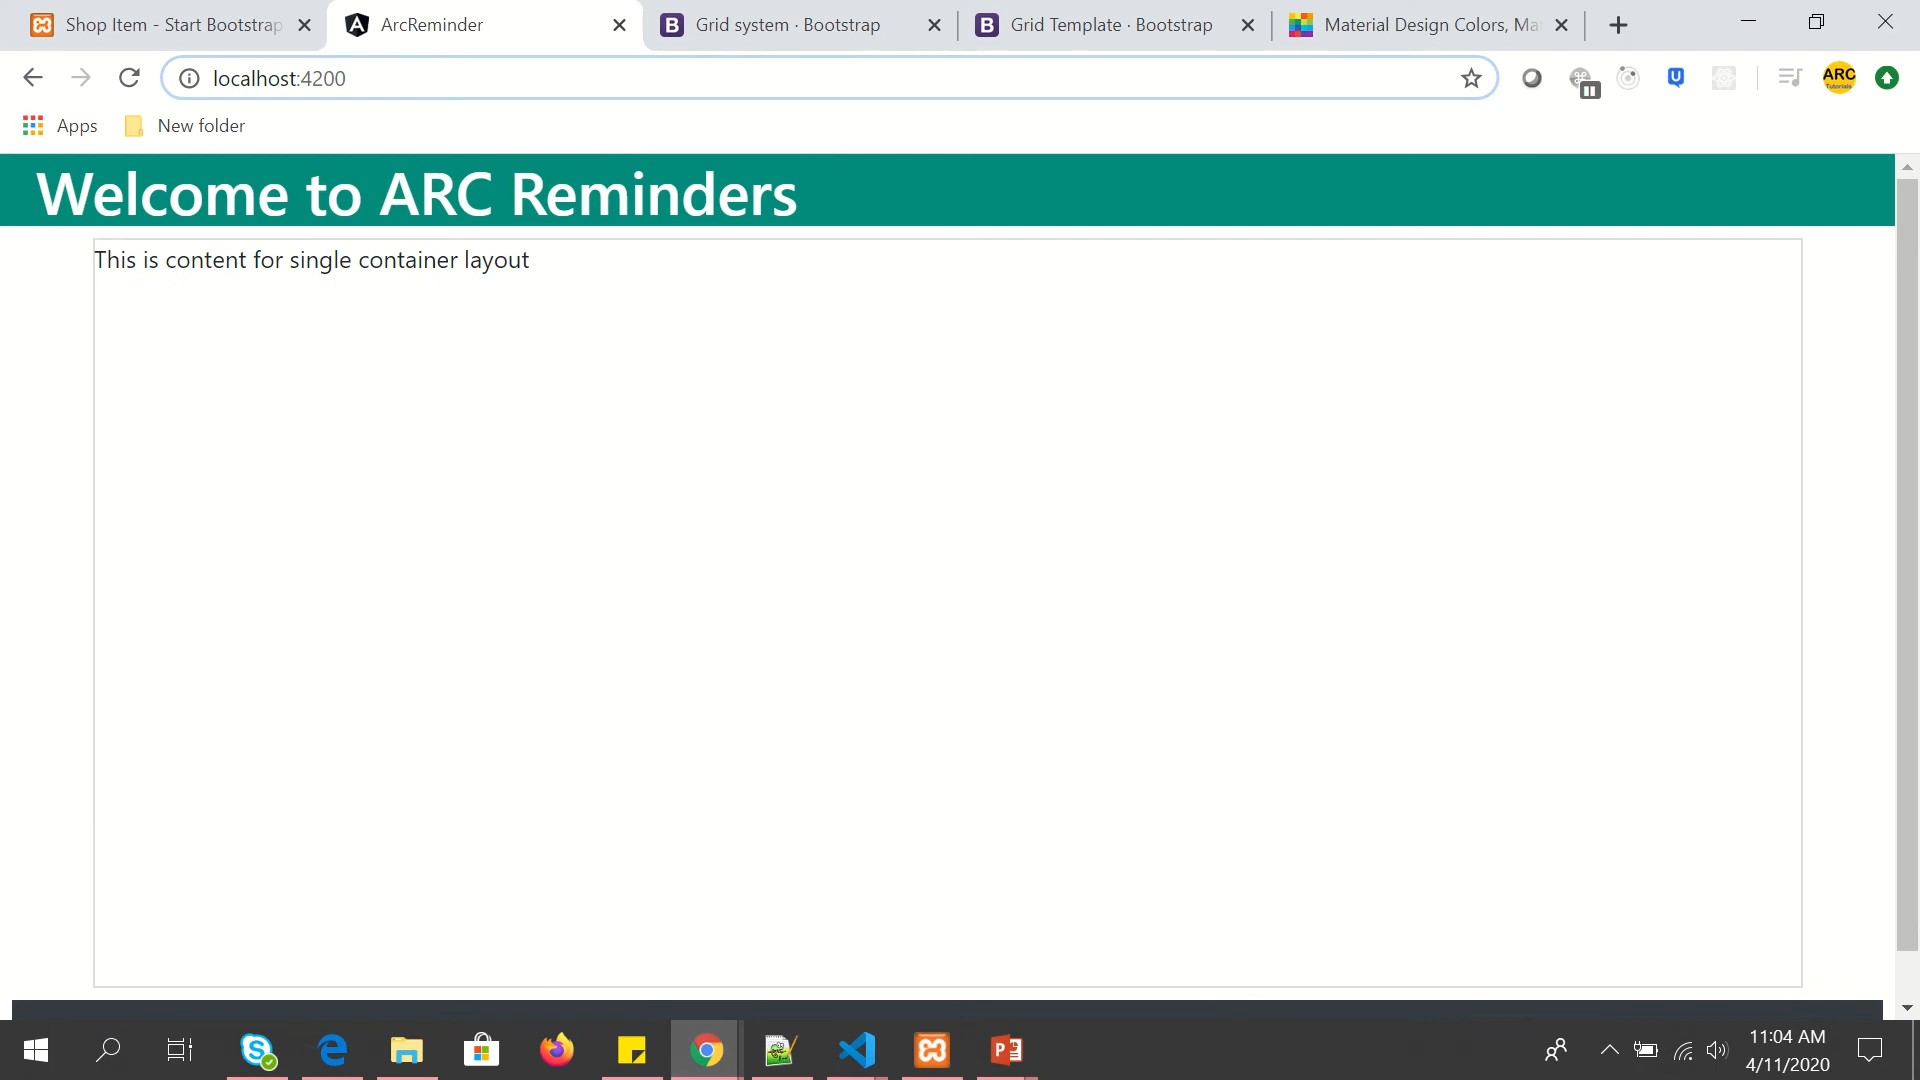 Shop Item - Start Bootstrap
ArcReminder
Grid system · Bootstrap
Grid Template · Bootstrap
Material Design Colors, Ma
localhost:4200
ARC
Tutorials
Apps
New folder
Welcome to ARC Reminders
This is content for single container layout
11:04 AM
4/11/2020